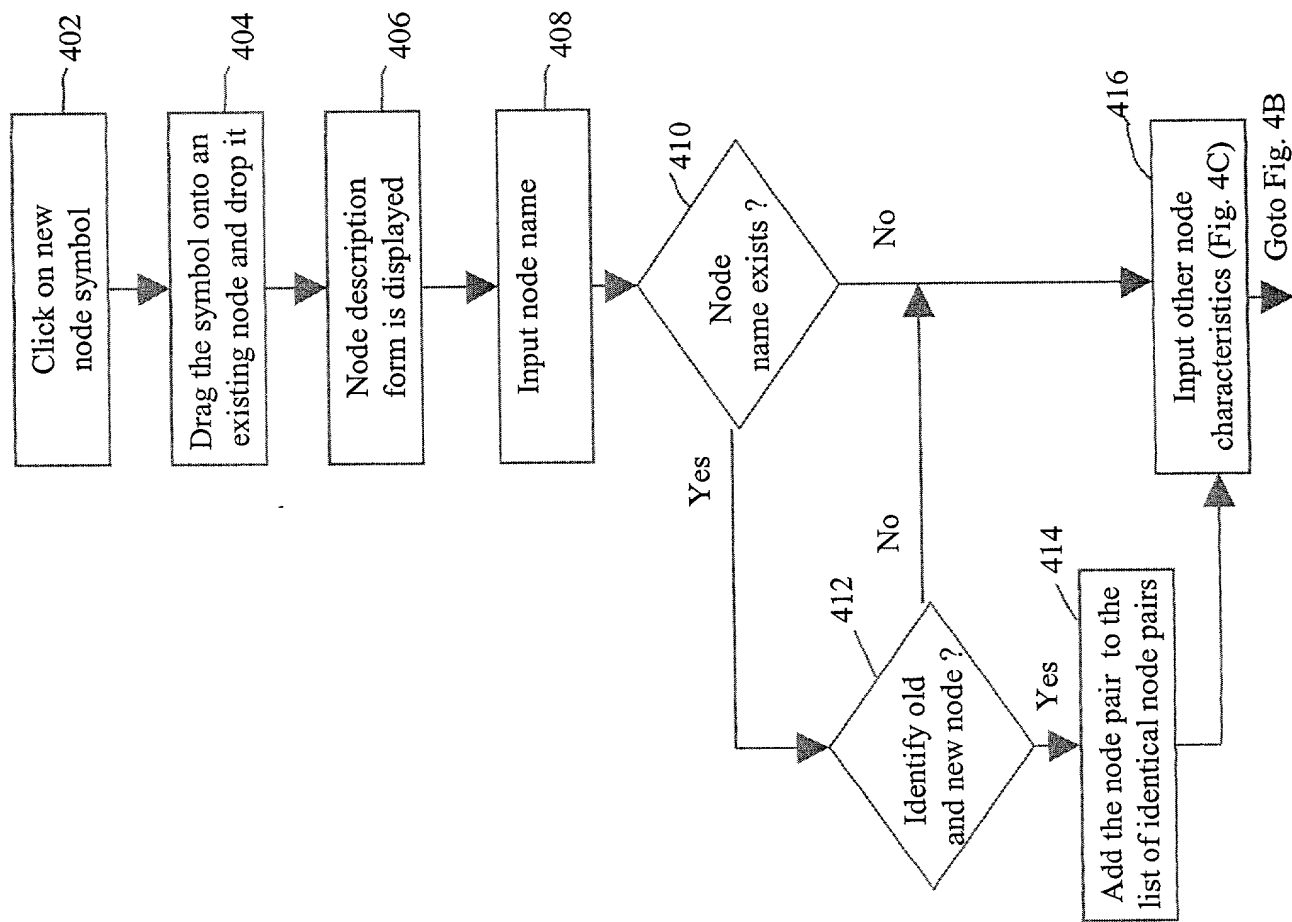 402
Click on new
node symbol
404
Drag the symbol onto an
existing node and drop it
406
Node description
form is displayed
408
Input node name
410
Node
name exists ?
Yes
No
412
Identify old
and new node ?
No
Yes
414
Add the node pair to the
list of identical node pairs
416
Input other node
characteristics (Fig. 4C)
Goto Fig. 4B